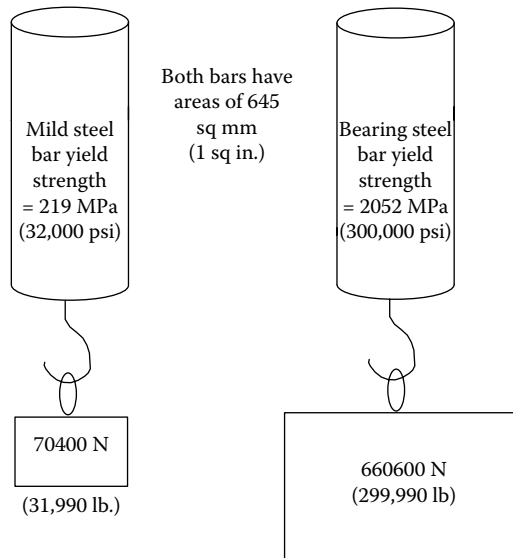 Both bars have
areas of 645
sq mm
(1 sq in.)
Mild steel
bar yield
strength
= 219 MPa
(32,000 psi)
Bearing steel
bar yield
strength
= 2052 MPa
(300,000 psi)
70400 N
(31,990 lb.)
660600 N
(299,990 lb)